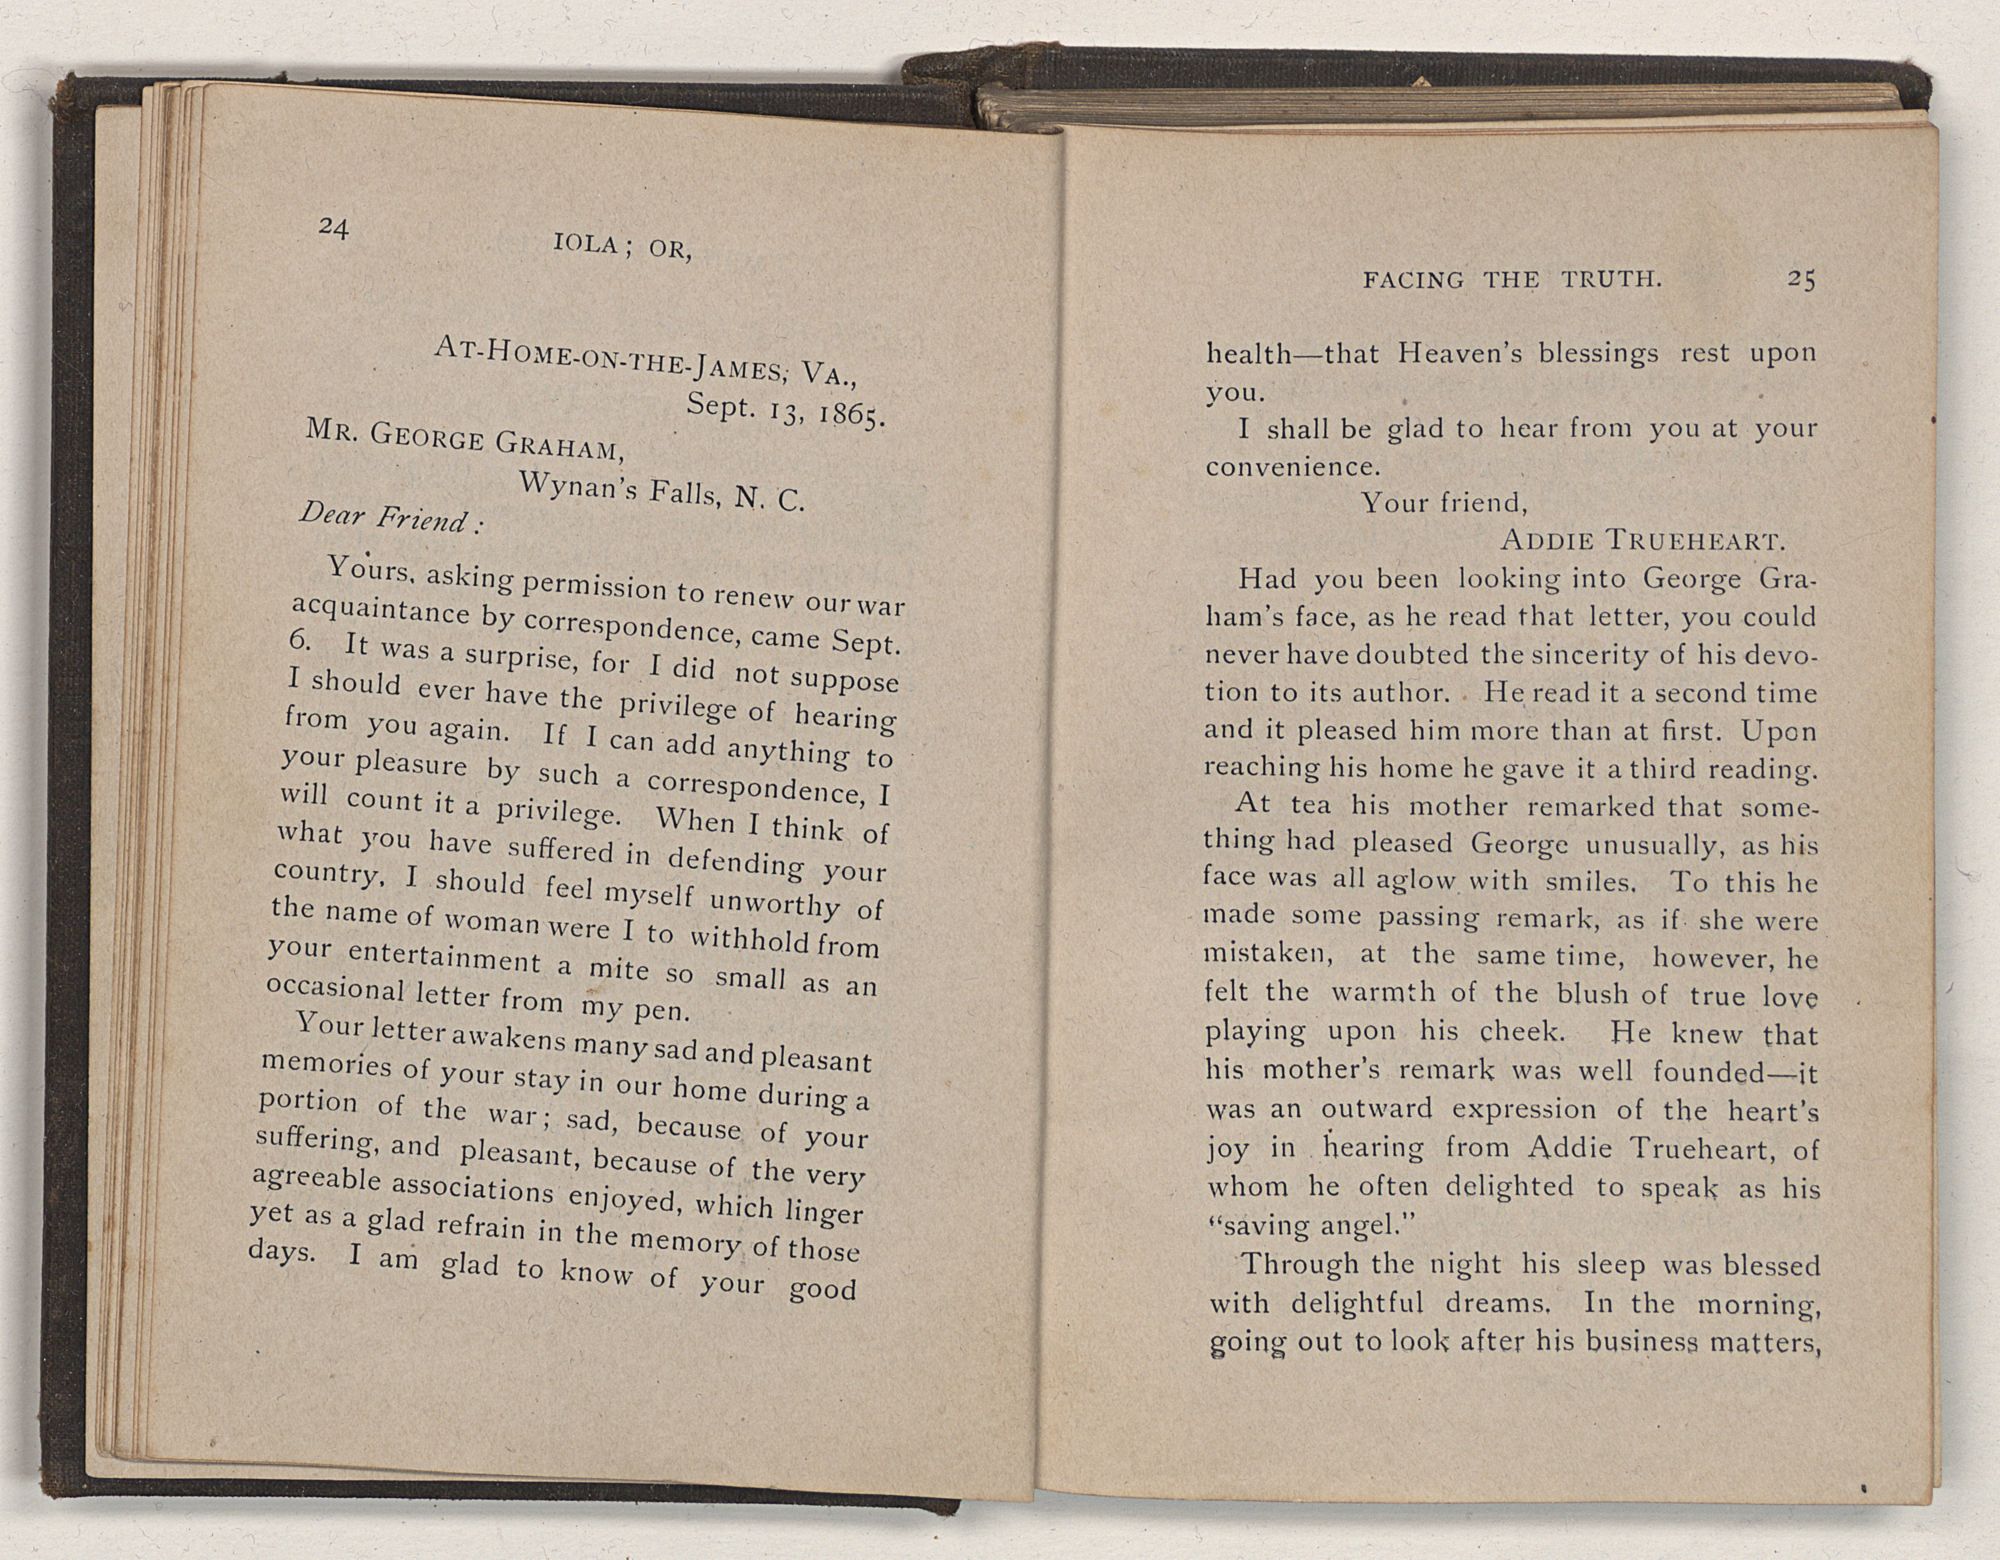 24
IOLA; OR,
AT-HOME-ON-THE-JAMES, VA.,
Sept. 13, 1865.
MR. GEORGE GRAHAM,
Wynan's Falls, N. C.
Dear Friend:
Yours, asking permission to renew our war
acquaintance by correspondence, came Sept.
6. It was a surprise, for I did not suppose
I should ever have the privilege of hearing
from you again. If I can add anything to
your pleasure by such a correspondence, I
will count it a privilege. When I think of
what you have suffered in defending your
country, I should feel myself unworthy of
the name of woman were I to withhold from
your entertainment a mite so small as an
occasional letter from my pen.
Your letter awakens many sad and pleasant
memories of your stay in our home during a
portion of the war; sad, because of your
suffering, and pleasant, because of the very
agreeable associations enjoyed, which linger
yet as a glad refrain in the memory of those
days. I am glad to know of your good
FACING THE TRUTH. 25
health—that Heaven's blessings rest upon
you.
I shall be glad to hear from you at your
convenience.
Your friend,
ADDIE TRUEHEART.
Had you been looking into George Gra-
ham's face, as he read that letter, you could
never have doubted the sincerity of his devo-
tion to its author. He read it a second time
and it pleased him more than at first. Upon
reaching his home he gave it a third reading.
At tea his mother remarked that some-
thing had pleased George unusually, as his
face was all aglow with smiles. To this he
made some passing remark, as if she were
mistaken, at the same time, however, he
felt the warmth of the blush of true love
playing upon his cheek. He knew that
his mother's remark was well founded—it
was an outward expression of the heart's
joy in hearing from Addie Trueheart, of
whom he often delighted to speak as his
“saving angel.”
Through the night his sleep was blessed
with delightful dreams. In the morning,
going out to look after his business matters,